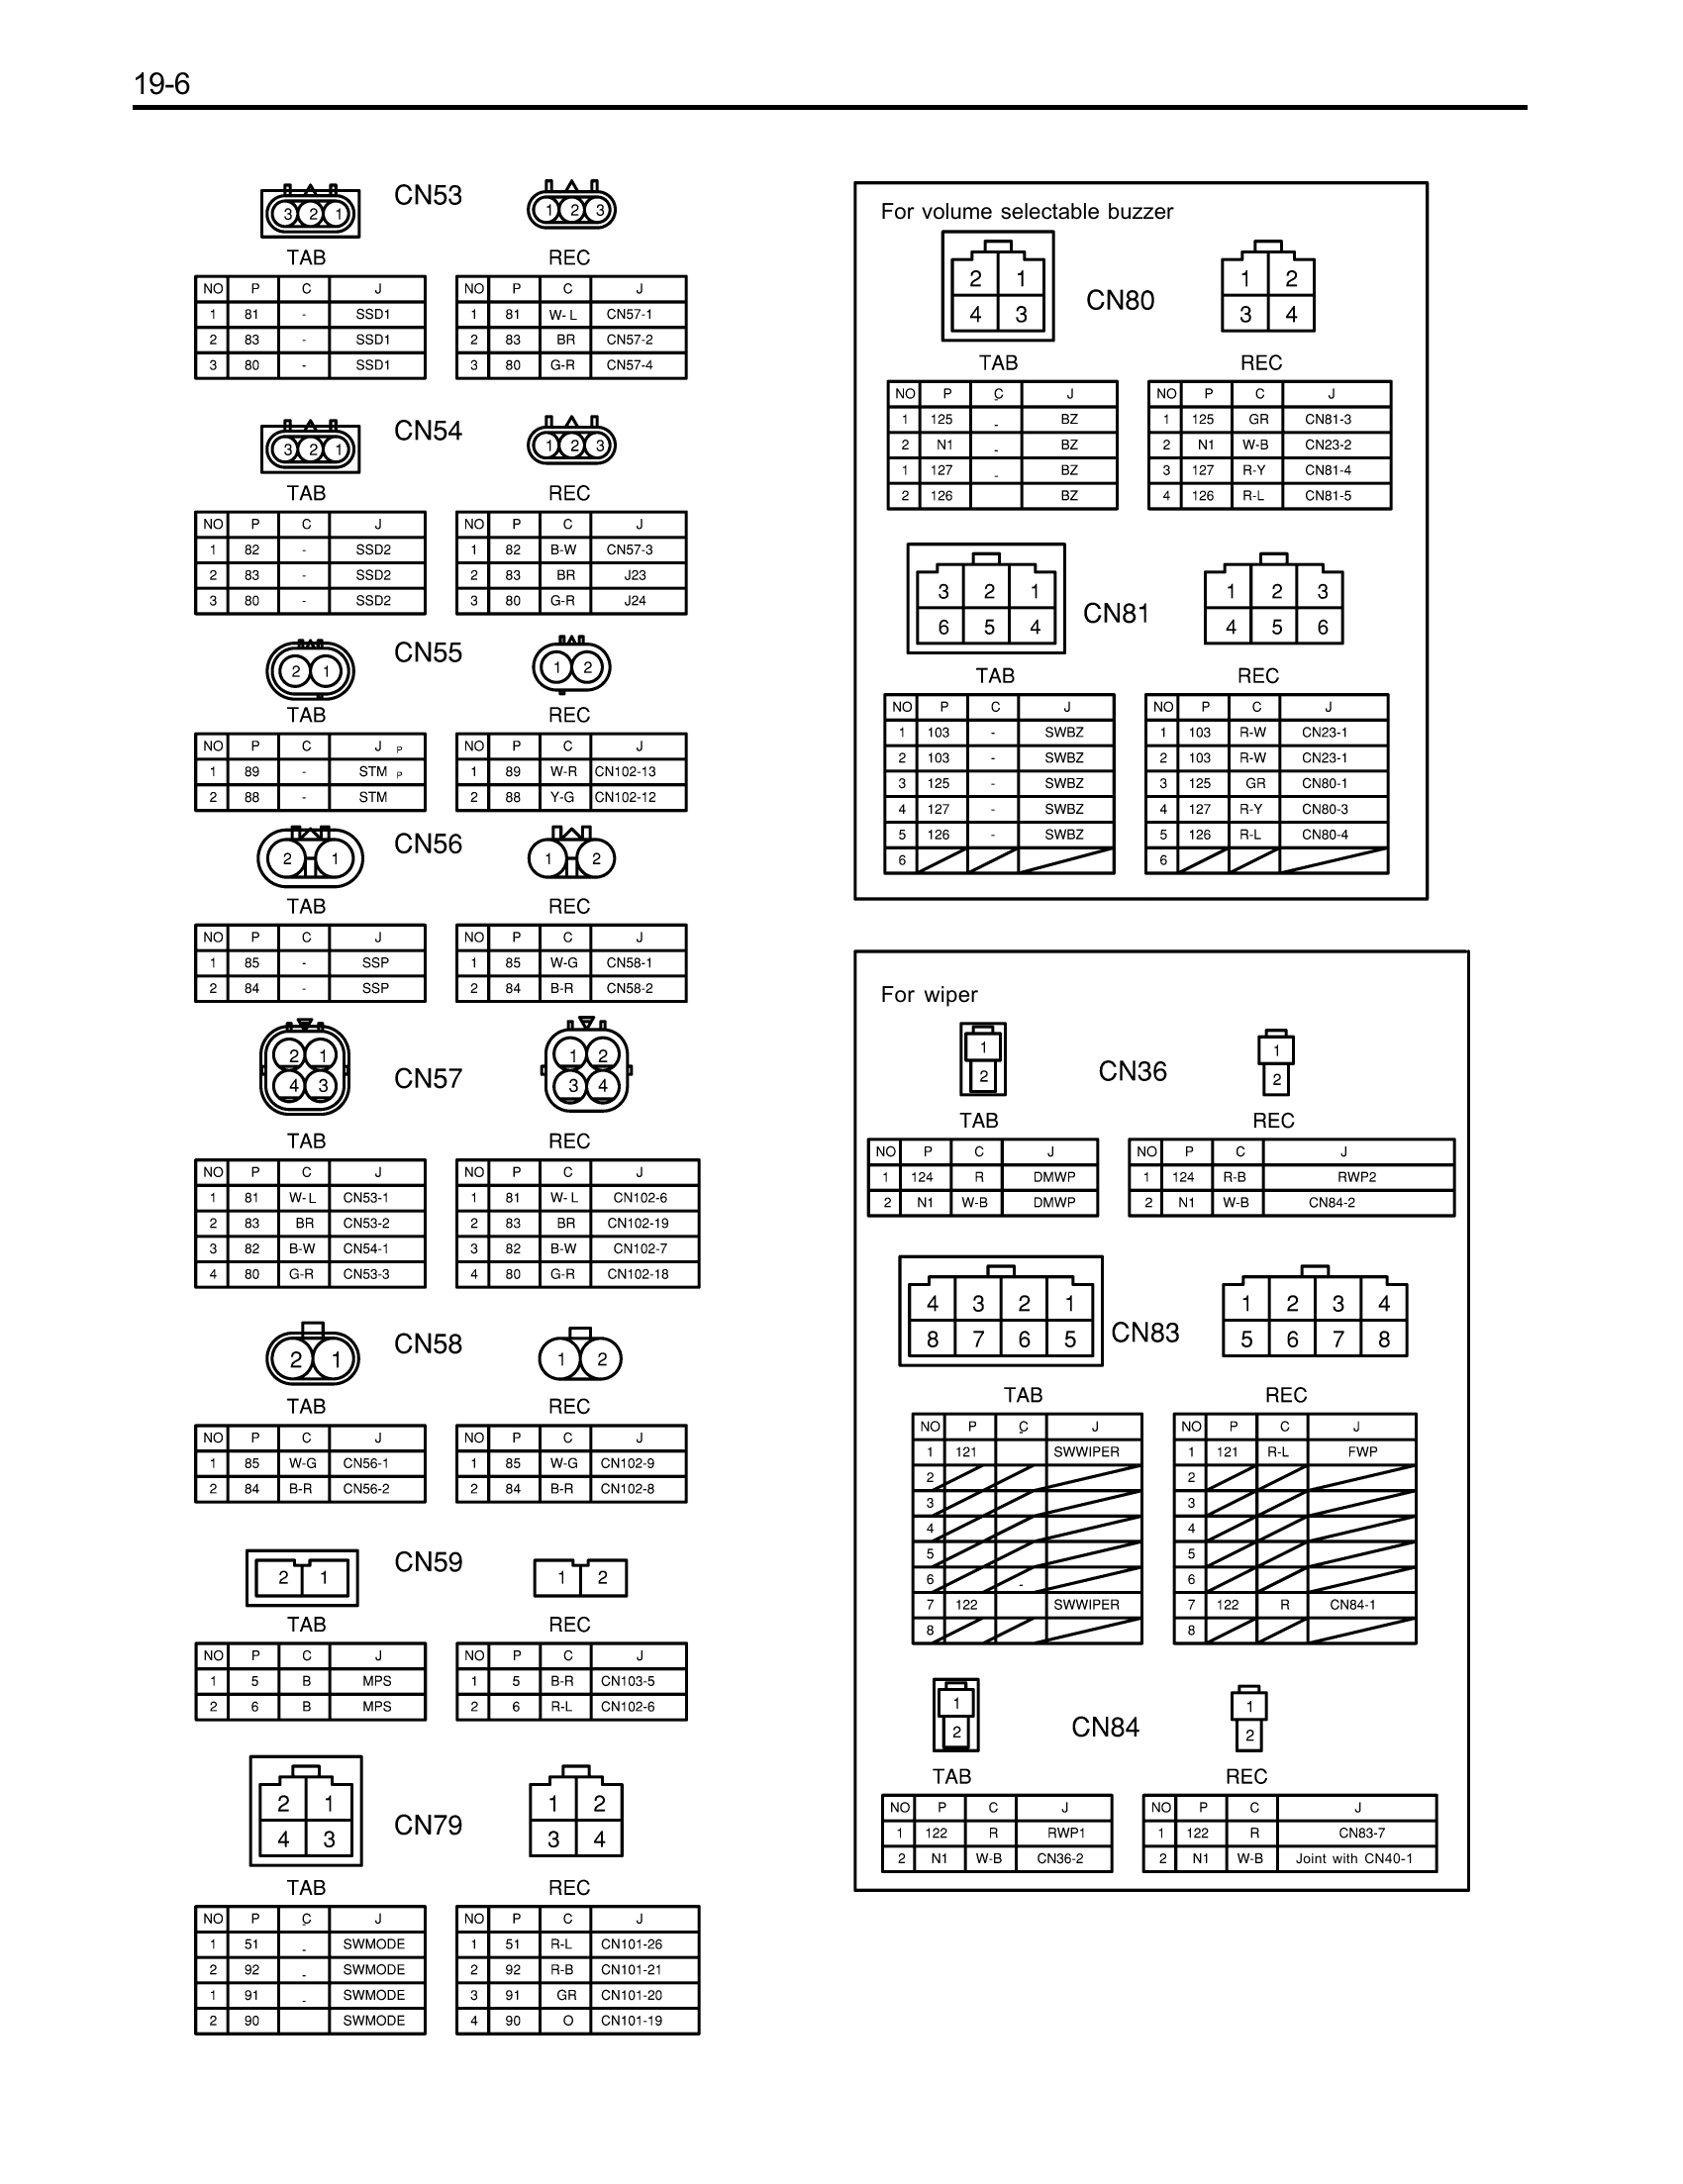 19-6
CN53
3 2 1
1 2 3
TAB
REC
NO P C J
1 81 - SSD1
2 83 - SSD1
3 80 - SSD1
NO P C J
1 81 W-L CN57-1
2 83 BR CN57-2
3 80 G-R CN57-4
CN54
3 2 1
1 2 3
TAB
REC
NO P C J
1 82 - SSD2
2 83 - SSD2
3 80 - SSD2
NO P C J
1 82 B-W CN57-3
2 83 BR J23
3 80 G-R J24
CN55
2 1
1 2
TAB
REC
NO P C J P
1 89 - STM P
2 88 - STM
NO P C J
1 89 W-R CN102-13
2 88 Y-G CN102-12
CN56
2 1
1 2
TAB
REC
NO P C J
1 85 - SSP
2 84 - SSP
NO P C J
1 85 W-G CN58-1
2 84 B-R CN58-2
CN57
2 1
4 3
1 2
3 4
TAB
REC
NO P C J
1 81 W-L CN53-1
2 83 BR CN53-2
3 82 B-W CN54-1
4 80 G-R CN53-3
NO P C J
1 81 W-L CN102-6
2 83 BR CN102-19
3 82 B-W CN102-7
4 80 G-R CN102-18
CN58
2 1
1 2
TAB
REC
NO P C J
1 85 W-G CN56-1
2 84 B-R CN56-2
NO P C J
1 85 W-G CN102-9
2 84 B-R CN102-8
CN59
2 1
1 2
TAB
REC
NO P C J
1 5 B MPS
2 6 B MPS
NO P C J
1 5 B-R CN103-5
2 6 R-L CN102-6
CN79
2 1
4 3
1 2
3 4
TAB
REC
NO P C J
1 51 - SWMODE
2 92 - SWMODE
1 91 - SWMODE
2 90 SWMODE
NO P C J
1 51 R-L CN101-26
2 92 R-B CN101-21
3 91 GR CN101-20
4 90 O CN101-19
For volume selectable buzzer
CN80
2 1
4 3
1 2
3 4
TAB
REC
NO P C J
1 125 - BZ
2 N1 - BZ
1 127 - BZ
2 126 BZ
NO P C J
1 125 GR CN81-3
2 N1 W-B CN23-2
3 127 R-Y CN81-4
4 126 R-L CN81-5
CN81
3 2 1
6 5 4
1 2 3
4 5 6
TAB
REC
NO P C J
1 103 - SWBZ
2 103 - SWBZ
3 125 - SWBZ
4 127 - SWBZ
5 126 - SWBZ
6
NO P C J
1 103 R-W CN23-1
2 103 R-W CN23-1
3 125 GR CN80-1
4 127 R-Y CN80-3
5 126 R-L CN80-4
6
For wiper
CN36
1
2
1
2
TAB
REC
NO P C J
1 124 R DMWP
2 N1 W-B DMWP
NO P C J
1 124 R-B RWP2
2 N1 W-B CN84-2
CN83
4 3 2 1
8 7 6 5
1 2 3 4
5 6 7 8
TAB
REC
NO P C J
1 121 SWWIPER
2
3
4
5
6 -
7 122 SWWIPER
8
NO P C J
1 121 R-L FWP
2
3
4
5
6
7 122 R CN84-1
8
CN84
1
2
1
2
TAB
REC
NO P C J
1 122 R RWP1
2 N1 W-B CN36-2
NO P C J
1 122 R CN83-7
2 N1 W-B Joint with CN40-1